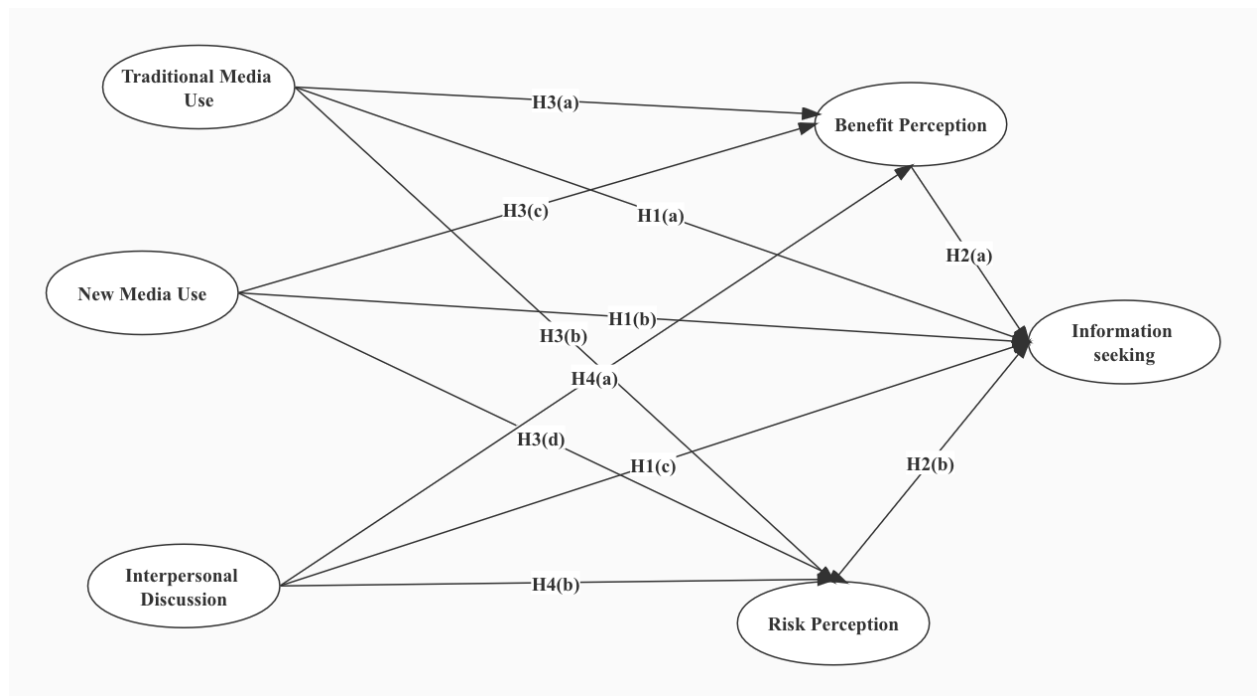 Traditional Media
Use
H3(a)
Benefit Perception
H3(c)
H1(a)
H2(a)
New Media Use
H1(b)
H3(b)
Information
seeking
H4(a)
H3(d)
H1(c)
H2(b)
Interpersonal
Discussion
H4(b)
Risk Perception